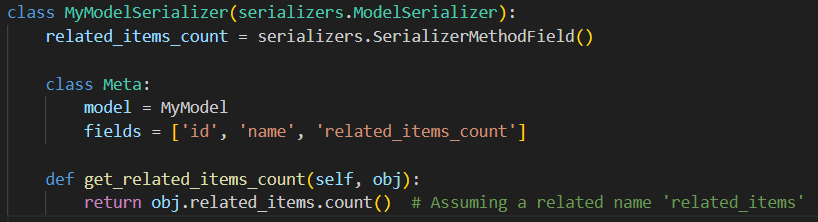 class MyModelSerializer(serializers.ModelSerializer):
    related_items_count = serializers.SerializerMethodField()

    class Meta:
        model = MyModel
        fields = ['id', 'name', 'related_items_count']

    def get_related_items_count(self, obj):
        return obj.related_items.count()  # Assuming a related name 'related_items'